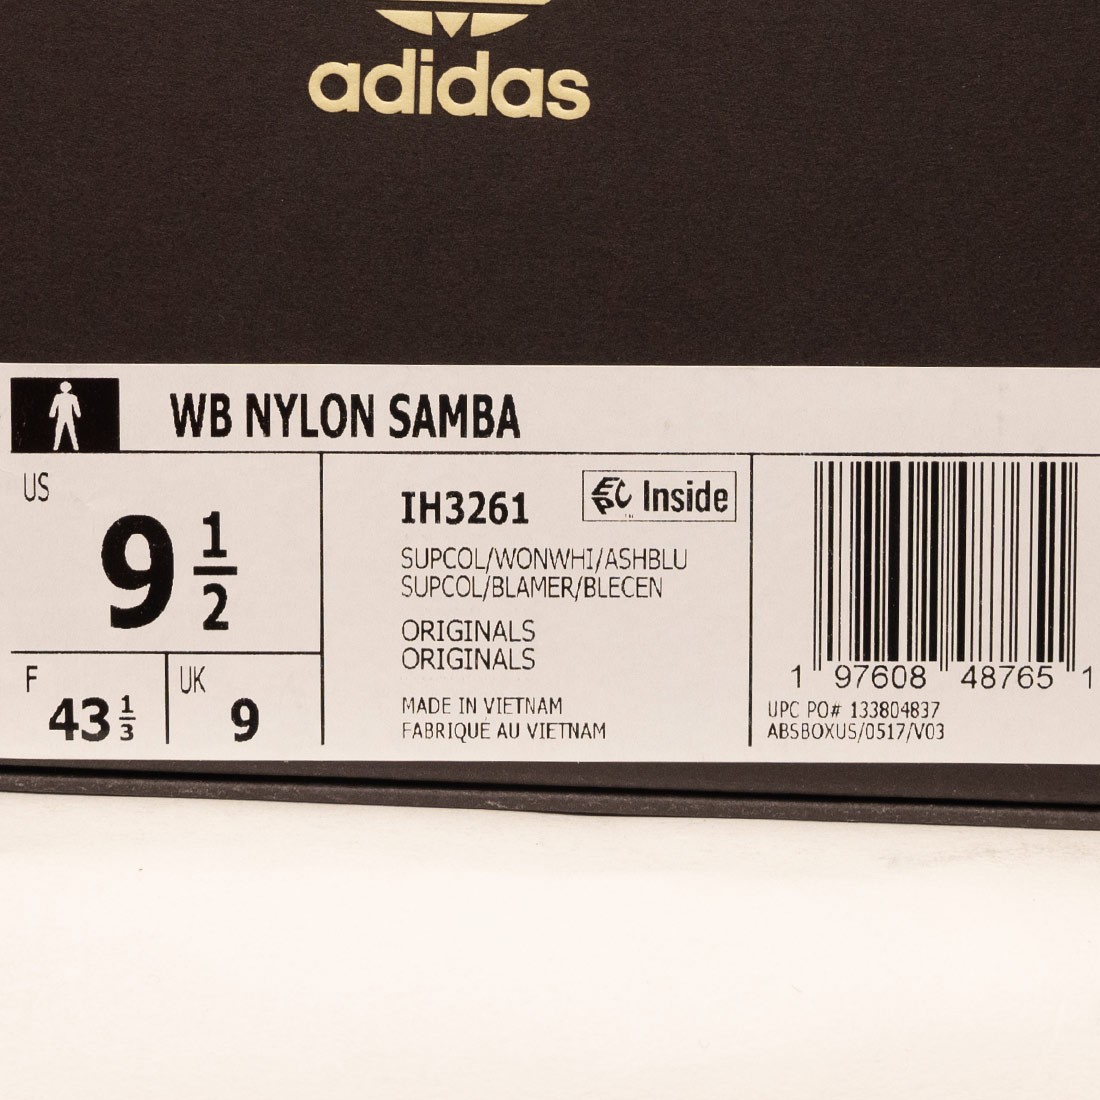 adidas
WB NYLON SAMBA
US
9 1/2
F
43 1/3
UK
9
IH3261
EPC Inside
SUPCOL/WONWHI/ASHBLU
SUPCOL/BLAMER/BLECEN
ORIGINALS
ORIGINALS
MADE IN VIETNAM
FABRIQUÉ AU VIETNAM
1 97608 48765 1
UPC PO# 133804837
ABSBOXUS/0517/V03